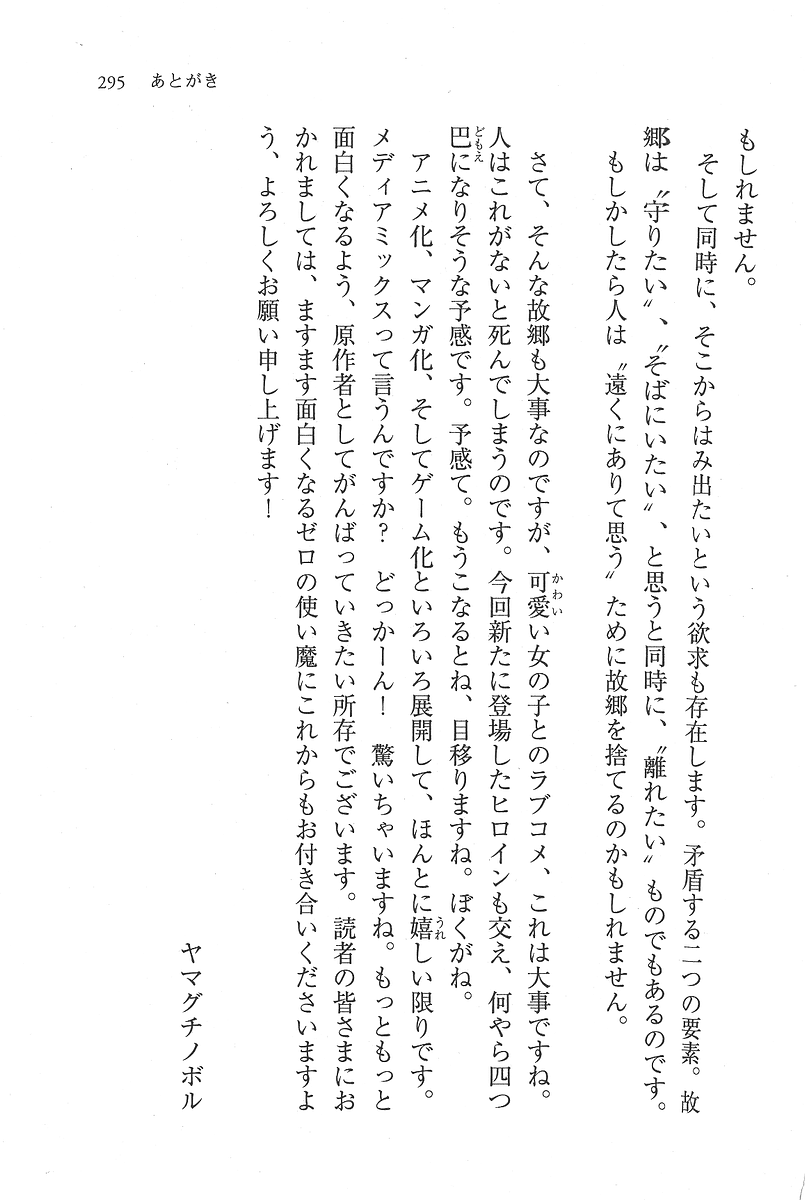 295　あとがき
もしれません。
　そして同時に、そこからはみ出たいという欲求も存在します。矛盾する二つの要素。故
郷は〝守りたい〟、〝そばにいたい〟、と思うと同時に、〝離れたい〟ものでもあるのです。
　もしかしたら人は〝遠くにありて思う〟ために故郷を捨てるのかもしれません。
　さて、そんな故郷も大事なのですが、可愛い女の子とのラブコメ、これは大事ですね。
かわい
人はこれがないと死んでしまうのです。今回新たに登場したヒロインも交え、何やら四つ
巴になりそうな予感です。予感て。もうこなるとね、目移りますね。ぼくがね。
どもえ
　アニメ化、マンガ化、そしてゲーム化といろいろ展開して、ほんとに嬉しい限りです。
うれ
メディアミックスって言うんですか？　どっかーん！　驚いちゃいますね。もっともっと
面白くなるよう、原作者としてがんばっていきたい所存でございます。読者の皆さまにお
かれましては、ますます面白くなるゼロの使い魔にこれからもお付き合いくださいますよ
う、よろしくお願い申し上げます！
ヤマグチノボル